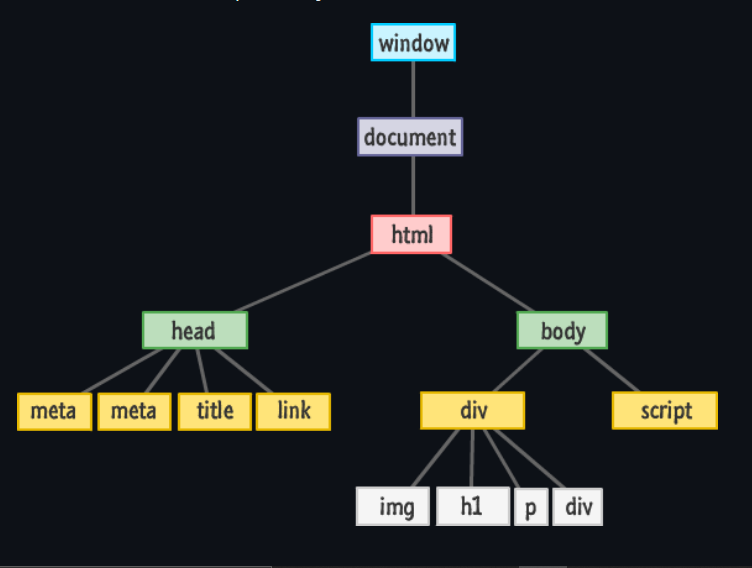 window
document
html
head
body
meta
meta
title
link
div
script
img
h1
p
div